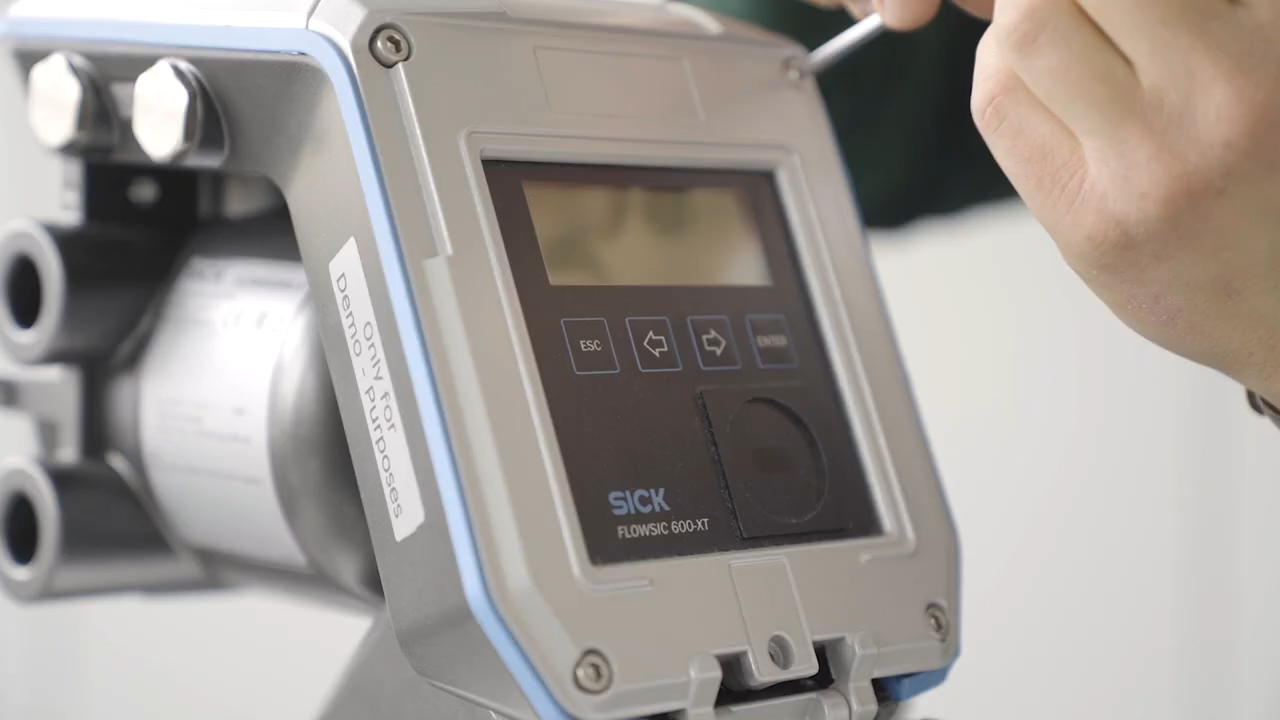 Only for
Demo - Purposes
ESC
ENTER
SICK
FLOWSIC 600-XT